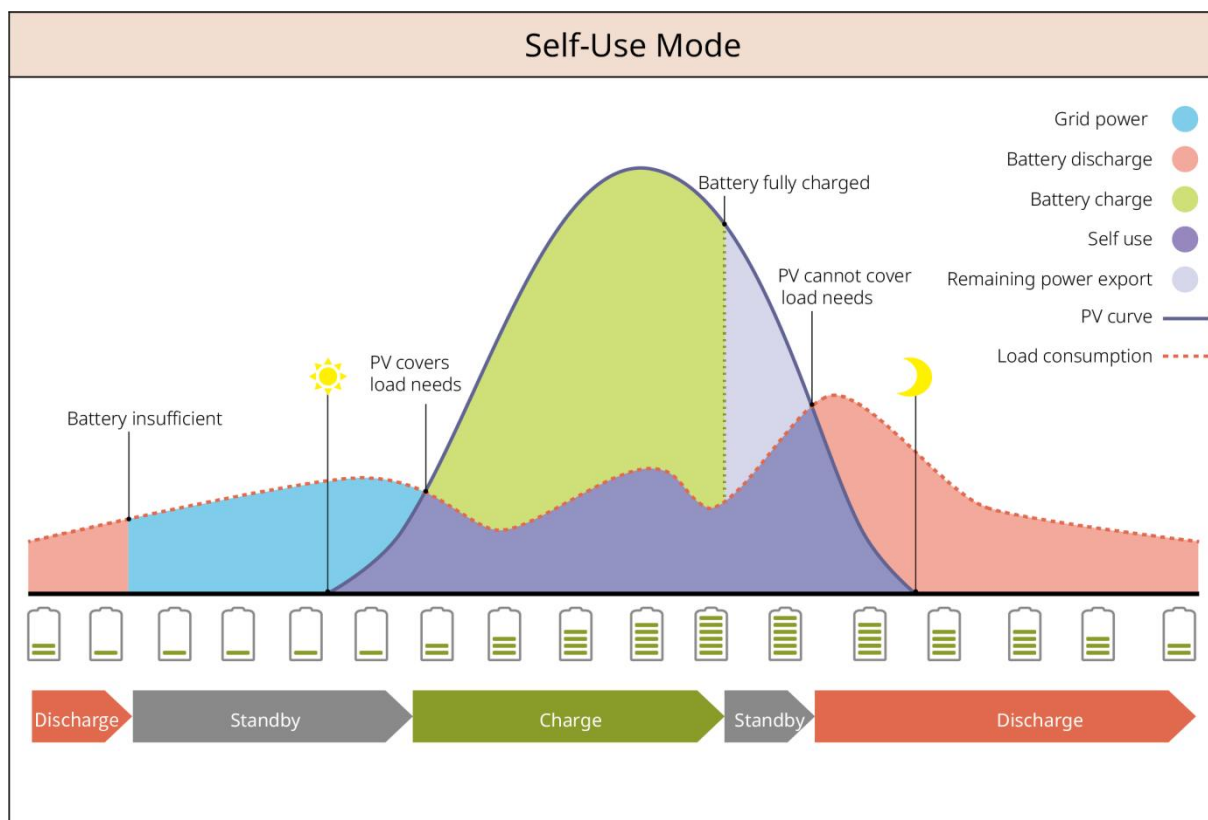 Self-Use Mode
Grid power
Battery discharge
Battery charge
Self use
Remaining power export
PV curve
Load consumption
Battery fully charged
PV cannot cover
load needs
PV covers
load needs
Battery insufficient
Discharge
Standby
Charge
Standby
Discharge